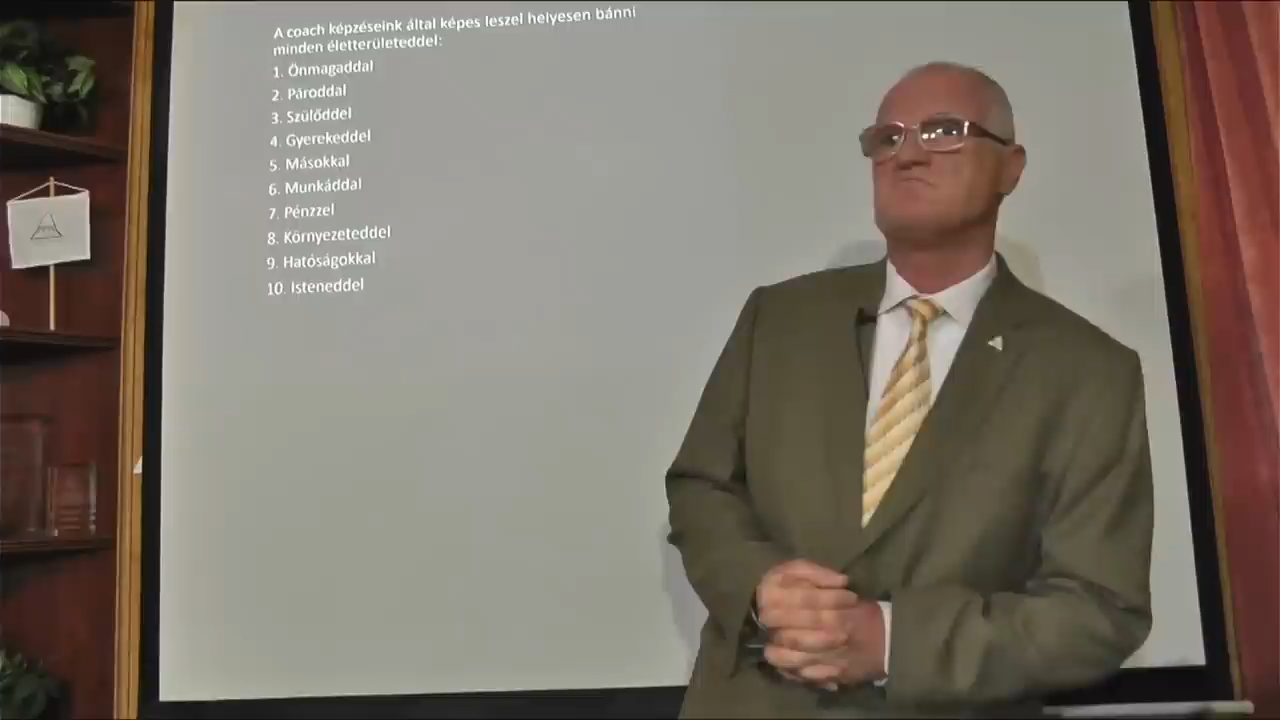 A coach képzéseink által képes leszel helyesen bánni
minden életterületeddel:
1. Önmagaddal
2. Pároddal
3. Szülőddel
4. Gyerekeddel
5. Másokkal
6. Munkáddal
7. Pénzzel
8. Környezeteddel
9. Hatóságokkal
10. Isteneddel